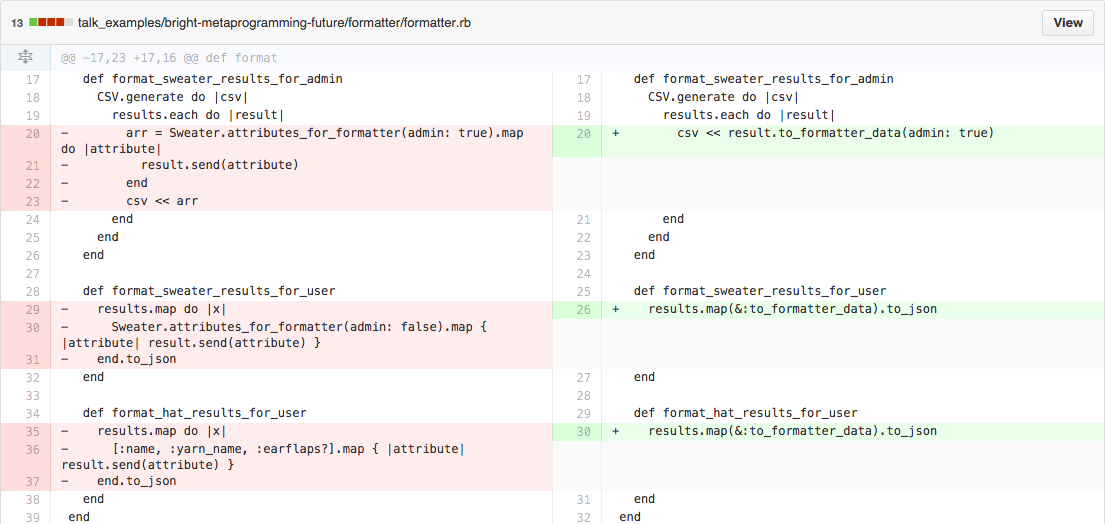 13 talk_examples/bright-metaprogramming-future/formatter/formatter.rb View
@@ -17,23 +17,16 @@ def format
17 def format_sweater_results_for_admin
18 CSV.generate do |csv|
19 results.each do |result|
20 - arr = Sweater.attributes_for_formatter(admin: true).map
do |attribute|
21 - result.send(attribute)
22 - end
23 - csv << arr
24 end
25 end
26 end
27
28 def format_sweater_results_for_user
29 - results.map do |x|
30 - Sweater.attributes_for_formatter(admin: false).map {
|attribute| result.send(attribute) }
31 - end.to_json
32 end
33
34 def format_hat_results_for_user
35 - results.map do |x|
36 - [:name, :yarn_name, :earflaps?].map { |attribute|
result.send(attribute) }
37 - end.to_json
38 end
39 end
17 def format_sweater_results_for_admin
18 CSV.generate do |csv|
19 results.each do |result|
20 + csv << result.to_formatter_data(admin: true)
21 end
22 end
23 end
24
25 def format_sweater_results_for_user
26 + results.map(&:to_formatter_data).to_json
27 end
28
29 def format_hat_results_for_user
30 + results.map(&:to_formatter_data).to_json
31 end
32 end